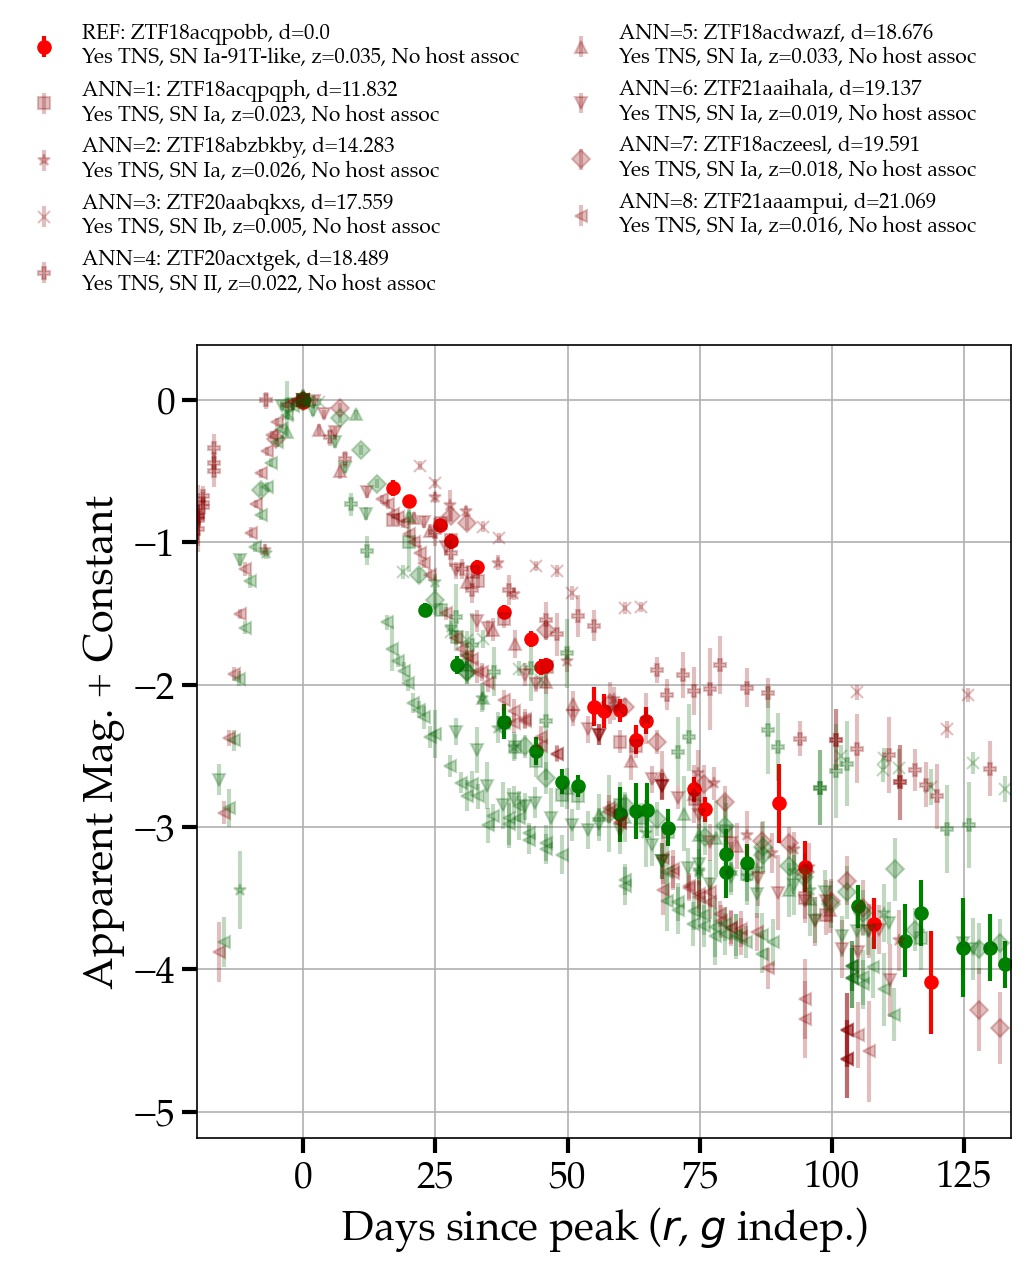 REF: ZTF18acqpobb, d=0.0
Yes TNS, SN Ia-91T-like, z=0.035, No host assoc
ANN=1: ZTF18acqpqph, d=11.832
Yes TNS, SN Ia, z=0.023, No host assoc
ANN=2: ZTF18abzbkby, d=14.283
Yes TNS, SN Ia, z=0.026, No host assoc
ANN=3: ZTF20aabqkxs, d=17.559
Yes TNS, SN Ib, z=0.005, No host assoc
ANN=4: ZTF20acxtgek, d=18.489
Yes TNS, SN II, z=0.022, No host assoc
ANN=5: ZTF18acdwazf, d=18.676
Yes TNS, SN Ia, z=0.033, No host assoc
ANN=6: ZTF21aaihala, d=19.137
Yes TNS, SN Ia, z=0.019, No host assoc
ANN=7: ZTF18aczeesl, d=19.591
Yes TNS, SN Ia, z=0.018, No host assoc
ANN=8: ZTF21aaampui, d=21.069
Yes TNS, SN Ia, z=0.016, No host assoc
Apparent Mag. + Constant
0
−1
−2
−3
−4
−5
0 25 50 75 100 125
Days since peak (r, g indep.)